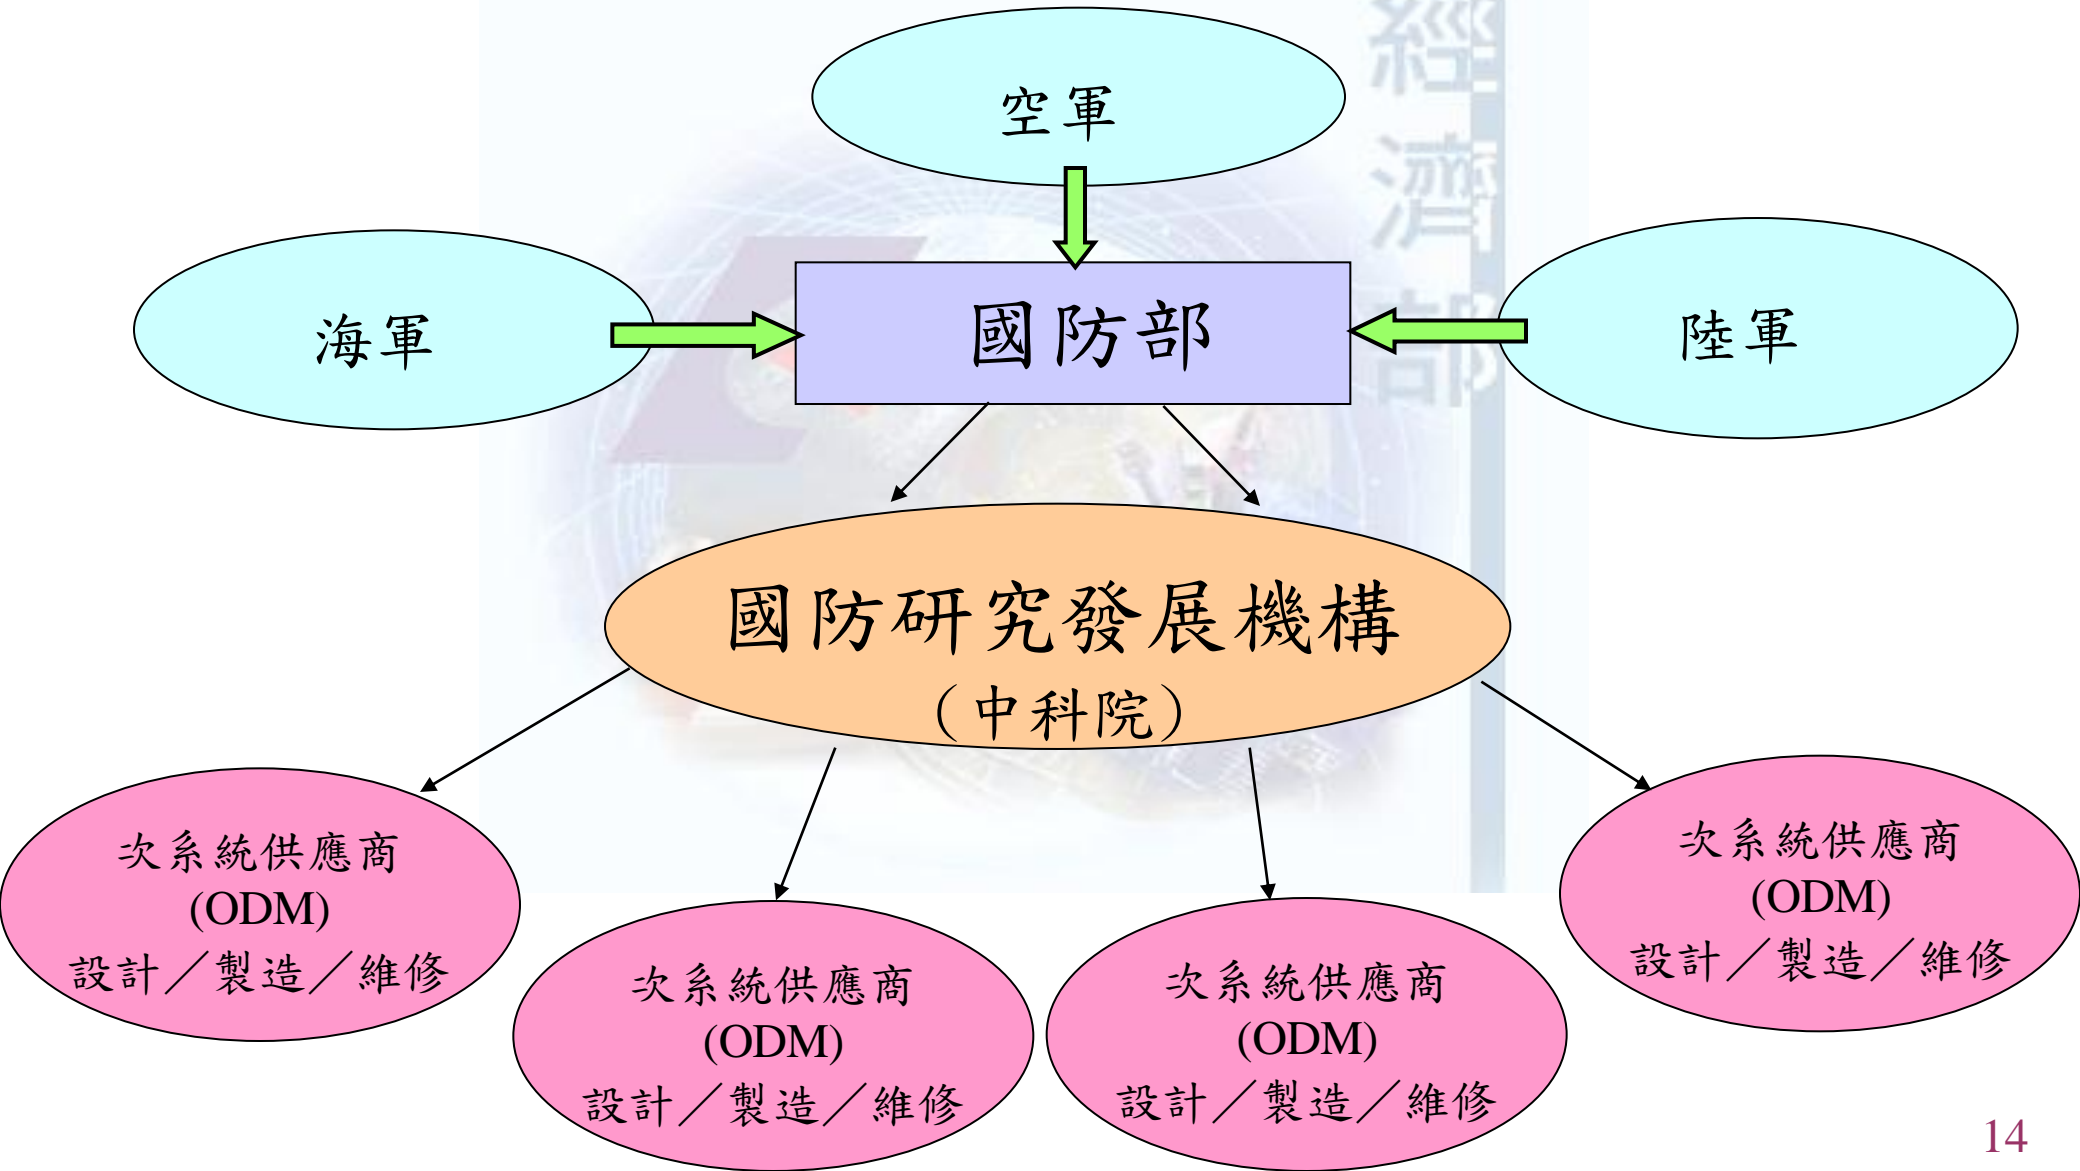 經濟部
空軍
海軍
國防部
陸軍
國防研究發展機構
（中科院）
次系統供應商
(ODM)
設計／製造／維修
次系統供應商
(ODM)
設計／製造／維修
次系統供應商
(ODM)
設計／製造／維修
次系統供應商
(ODM)
設計／製造／維修
14